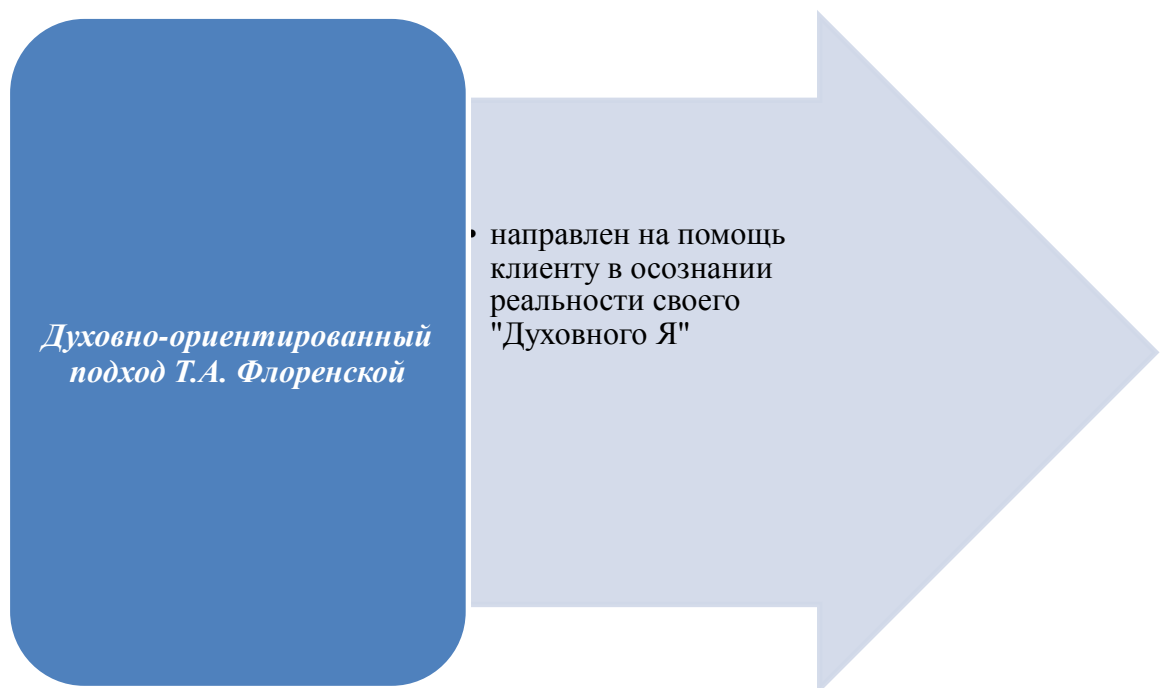 Духовно-ориентированный
подход Т.А. Флоренской
• направлен на помощь
клиенту в осознании
реальности своего
"Духовного Я"